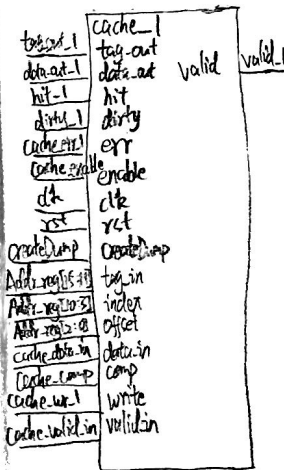 cache_1
tag_out_1 tag_out
data_out_1 data_out valid valid_1
hit_1 hit
dirty_1 dirty
cache_err_1 err
cache_enable enable
clk clk
rst rst
createDump createDump
Addr_reg[15:11] tag_in
Addr_reg[10:3] index
Addr_reg[2:0] offset
cache_data_in data_in
cache_comp comp
cache_wr_1 write
cache_valid_in valid_in